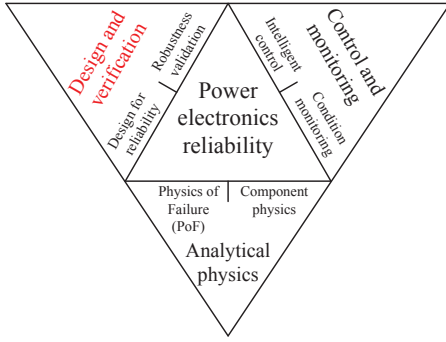 Design and
verification
Robustness
validation
Design for
reliability
Intelligent
control
Control and
monitoring
Condition
monitoring
Power
electronics
reliability
Physics of
Failure
(PoF)
Component
physics
Analytical
physics